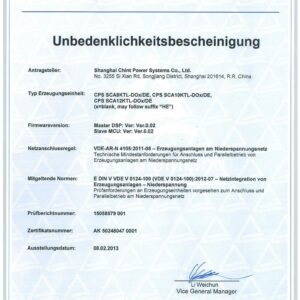 Unbedenklichkeitsbescheinigung
Antragsteller: Shanghai Chint Power Systems Co., Ltd.
No. 3255 Si Xian Rd, Songjiang District, Shanghai 201614, R.R. China
Typ Erzeugungseinheit: CPS SCA8KTL-DOx/DE, CPS SCA10KTL-DOx/DE,
CPS SCA12KTL-DOx/DE
(x=blank, may follow suffix "HE")
Firmwareversion: Master DSP: Ver: Ver.0.02
Slave MCU: Ver: Ver.0.02
Netzanschlussregel: VDE-AR-N 4105:2011-08 – Erzeugungsanlagen am Niederspannungsnetz
Technische Mindestanforderungen für Anschluss und Parallelbetrieb von
Erzeugungsanlagen am Niederspannungsnetz
Mitgeltende Normen: E DIN V VDE V 0124-100 (VDE V 0124-100):2012-07 – Netzintegration von
Erzeugungsanlagen – Niederspannung
Prüfanforderungen an Erzeugungseinheiten vorgesehen zum Anschluss und
Parallelbetrieb am Niederspannungsnetz
Prüfberichtnummer: 15088579 001
Zertifikatsnummer: AK 50248047 0001
Ausstellungsdatum: 08.02.2013
Li Weichun
Vice General Manager